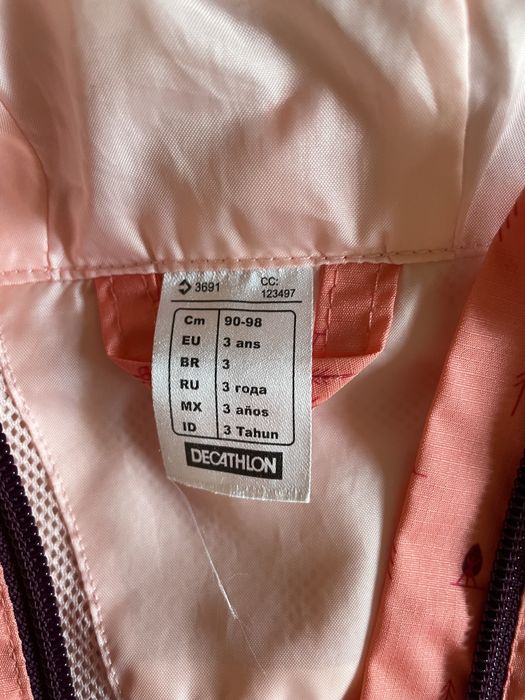 3691 CC:
123497
Cm 90-98
EU 3 ans
BR 3
RU 3 года
MX 3 años
ID 3 Tahun
DECATHLON